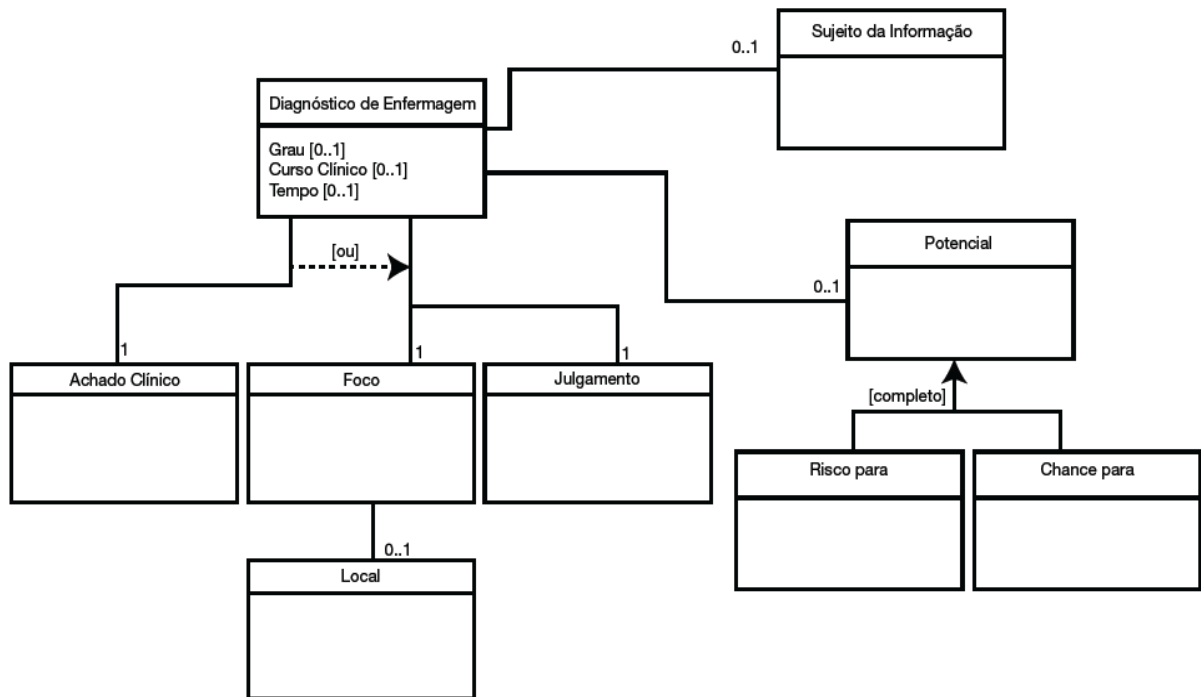 Sujeito da Informação
0..1
Diagnóstico de Enfermagem
Grau [0..1]
Curso Clínico [0..1]
Tempo [0..1]
Potencial
[ou]
0..1
1
1
1
Achado Clínico
Foco
Julgamento
[completo]
Risco para
Chance para
0..1
Local